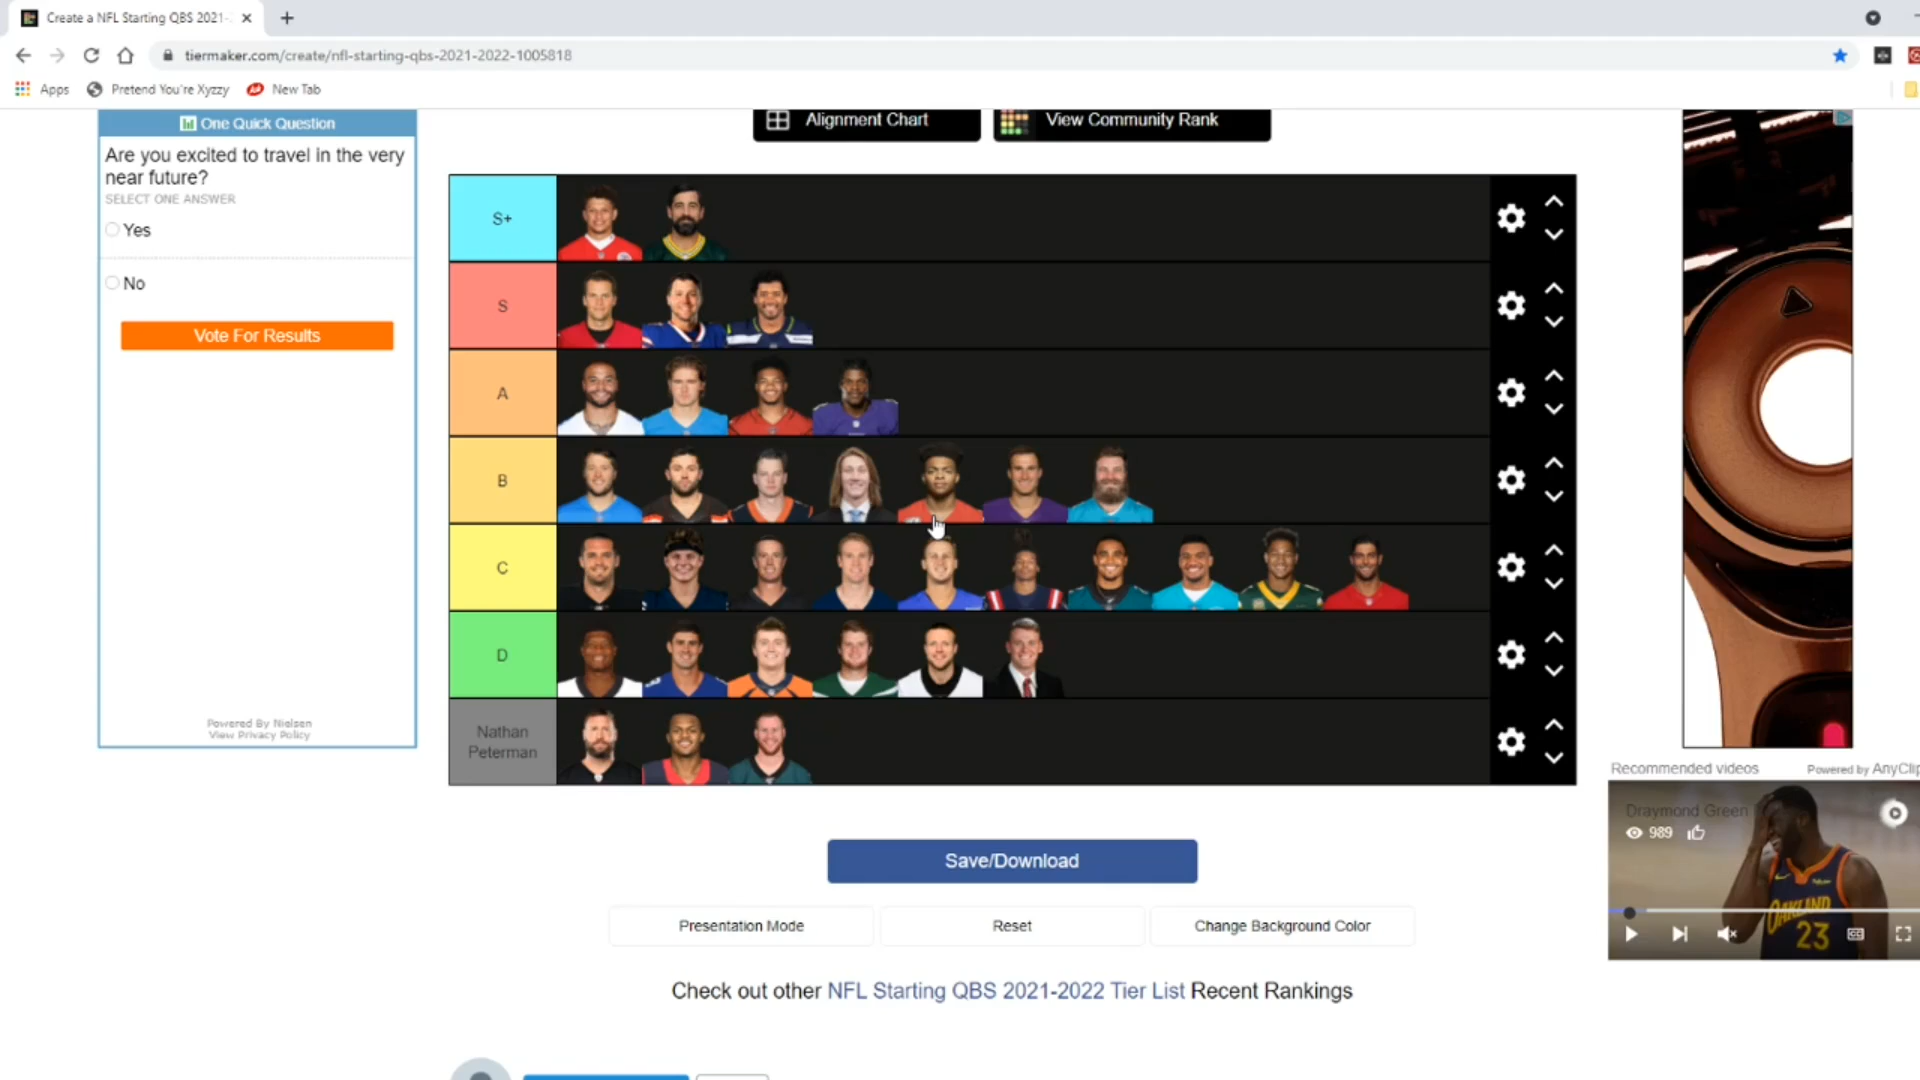 Create a NFL Starting QBS 2021-
tiermaker.com/create/nfl-starting-qbs-2021-2022-1005818
Apps
Pretend You're Xyzzy
New Tab
One Quick Question
Are you excited to travel in the very
near future?
SELECT ONE ANSWER
Yes
No
Vote For Results
Powered By Nielsen
View Privacy Policy
Alignment Chart
View Community Rank
S+
S
A
B
C
D
Nathan
Peterman
Save/Download
Presentation Mode
Reset
Change Background Color
Check out other NFL Starting QBS 2021-2022 Tier List Recent Rankings
Recommended videos
Powered by AnyClip
Draymond Green
989
OAKLAND
23
CC